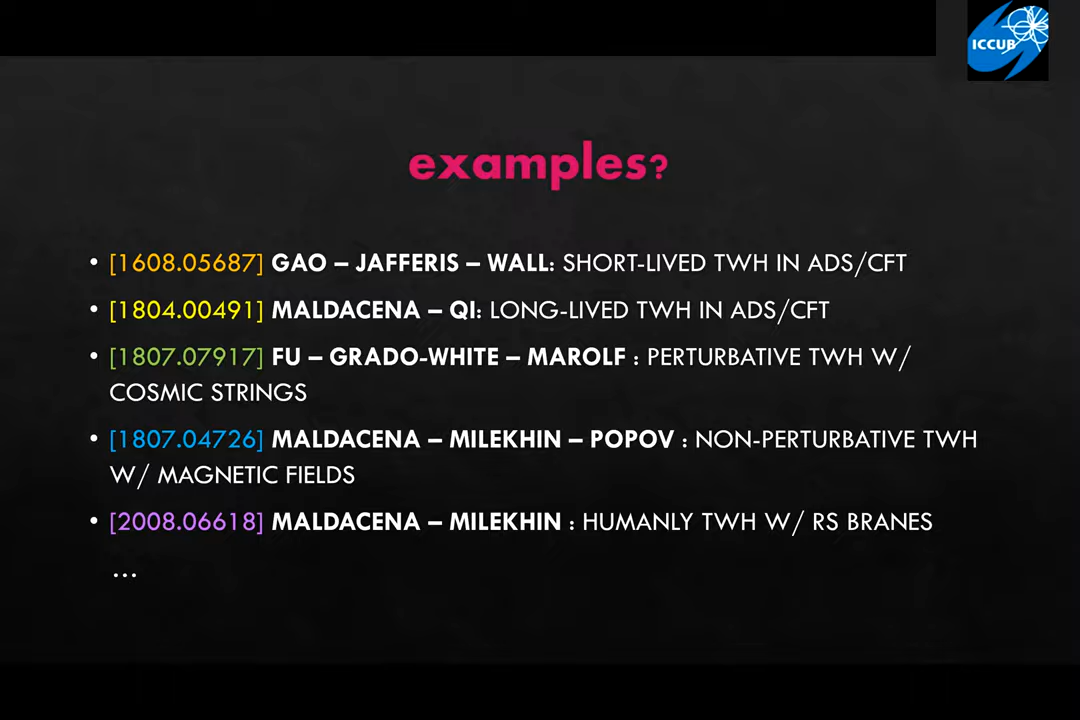 ICCUB
examples?
• [1608.05687] GAO – JAFFERIS – WALL: SHORT-LIVED TWH IN ADS/CFT
• [1804.00491] MALDACENA – QI: LONG-LIVED TWH IN ADS/CFT
• [1807.07917] FU – GRADO-WHITE – MAROLF : PERTURBATIVE TWH W/
COSMIC STRINGS
• [1807.04726] MALDACENA – MILEKHIN – POPOV : NON-PERTURBATIVE TWH
W/ MAGNETIC FIELDS
• [2008.06618] MALDACENA – MILEKHIN : HUMANLY TWH W/ RS BRANES
...